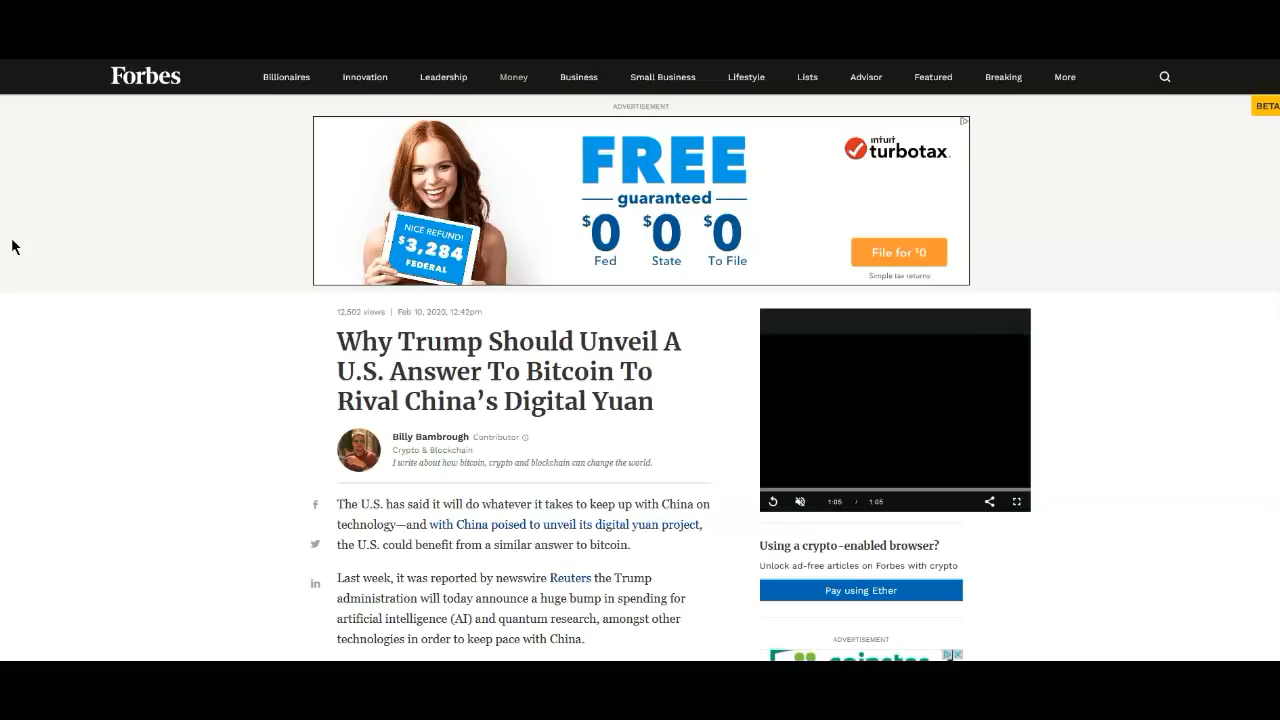 Forbes
Billionaires Innovation Leadership Money Business Small Business Lifestyle Lists Advisor Featured Breaking More
BETA
ADVERTISEMENT
NICE REFUND!
$3,284
FEDERAL
FREE
guaranteed
$0 $0 $0
Fed State To File
intuit
turbotax.
File for $0
Simple tax returns
12,502 views | Feb 10, 2020, 12:42pm
Why Trump Should Unveil A
U.S. Answer To Bitcoin To
Rival China’s Digital Yuan
Billy Bambrough Contributor
Crypto & Blockchain
I write about how bitcoin, crypto and blockchain can change the world.
The U.S. has said it will do whatever it takes to keep up with China on
technology—and with China poised to unveil its digital yuan project,
the U.S. could benefit from a similar answer to bitcoin.
Last week, it was reported by newswire Reuters the Trump
administration will today announce a huge bump in spending for
artificial intelligence (AI) and quantum research, amongst other
technologies in order to keep pace with China.
1:05 / 1:05
Using a crypto-enabled browser?
Unlock ad-free articles on Forbes with crypto
Pay using Ether
ADVERTISEMENT